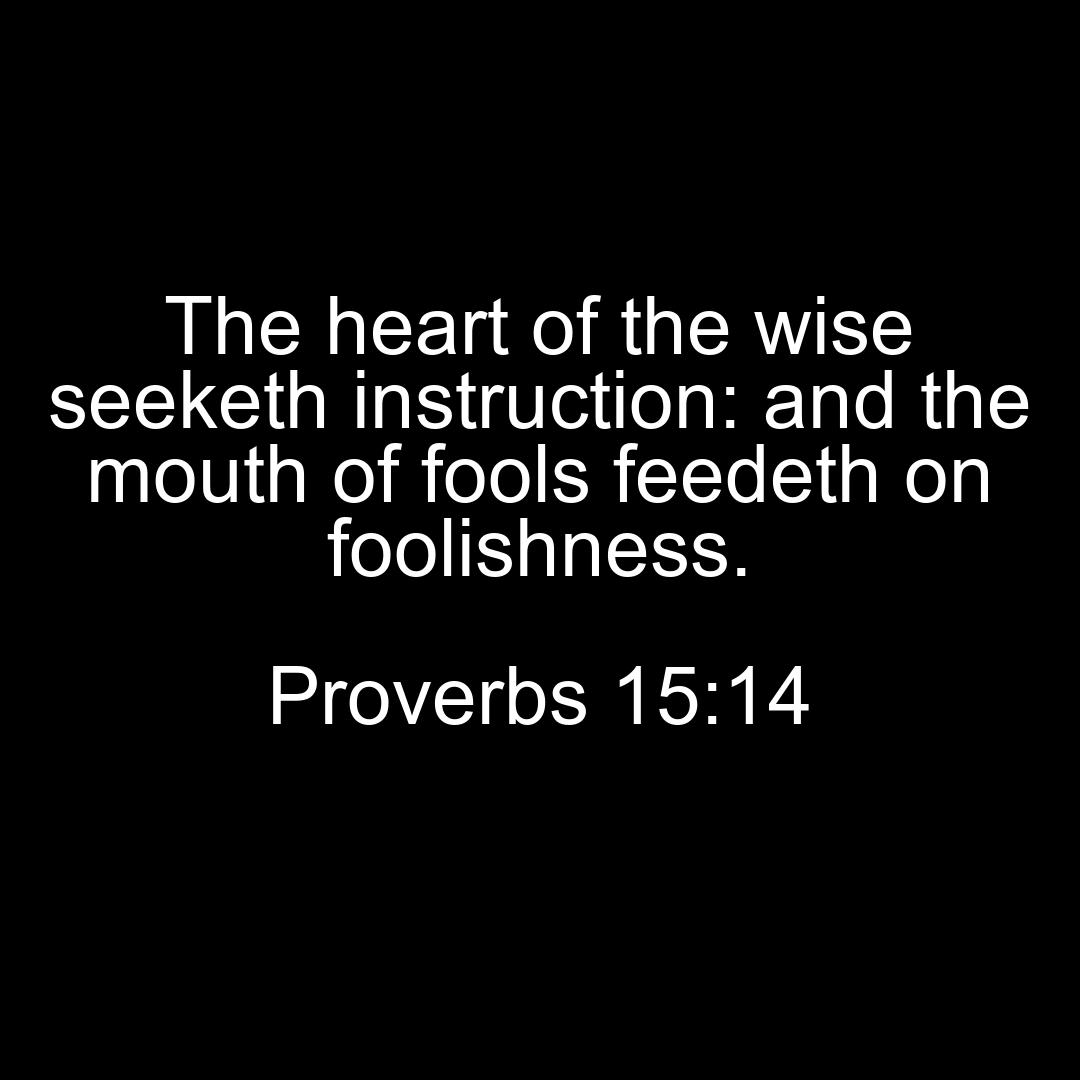 The heart of the wise
seeketh instruction: and the
mouth of fools feedeth on
foolishness.
Proverbs 15:14